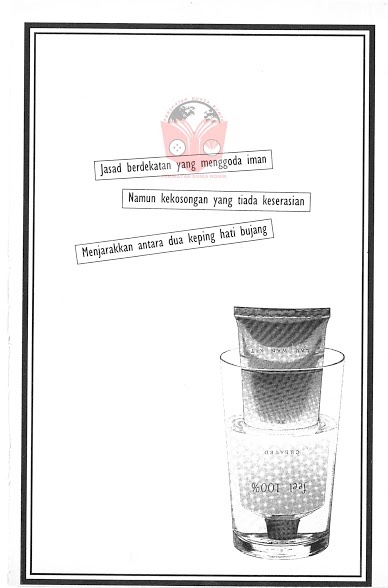 Jasad berdekatan yang menggoda iman
Namun kekosongan yang tiada keserasian
Menjarakkan antara dua keping hati bujang
feel 100%